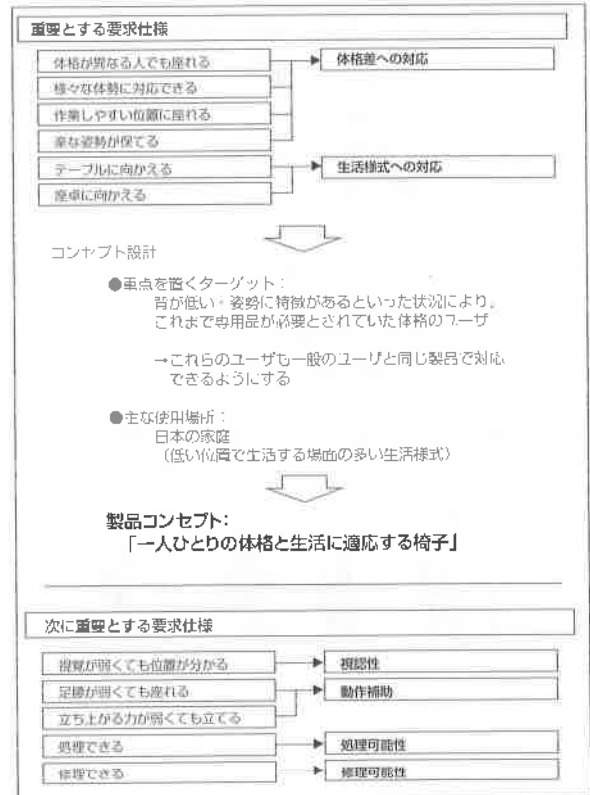 重要とする要求仕様
体格が異なる人でも座れる
体格差への対応
様々な体勢に対応できる
作業しやすい位置に座れる
楽な姿勢が保てる
テーブルに向かえる
生活様式への対応
座卓に向かえる
コンセプト設計
●重点を置くターゲット：
背が低い・姿勢に特徴があるといった状況により、
これまで専用品が必要とされていた体格のユーザ
→これらのユーザも一般のユーザと同じ製品で対応
できるようにする
●主な使用場所：
日本の家庭
（低い位置で生活する場面の多い生活様式）
製品コンセプト：
「一人ひとりの体格と生活に適応する椅子」
次に重要とする要求仕様
視覚が弱くても位置が分かる
視認性
足腰が弱くても座れる
動作補助
立ち上がる力が弱くても立てる
処理できる
処理可能性
修理できる
修理可能性